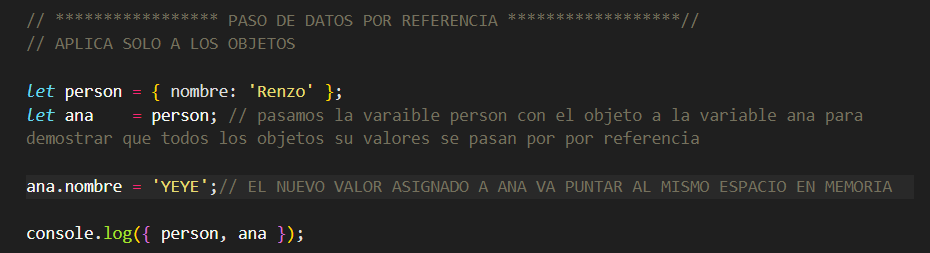 // ***************** PASO DE DATOS POR REFERENCIA ******************//
// APLICA SOLO A LOS OBJETOS
let person = { nombre: 'Renzo' };
let ana    = person; // pasamos la varaible person con el objeto a la variable ana para
demostrar que todos los objetos su valores se pasan por por referencia
ana.nombre = 'YEYE';// EL NUEVO VALOR ASIGNADO A ANA VA PUNTAR AL MISMO ESPACIO EN MEMORIA
console.log({ person, ana });